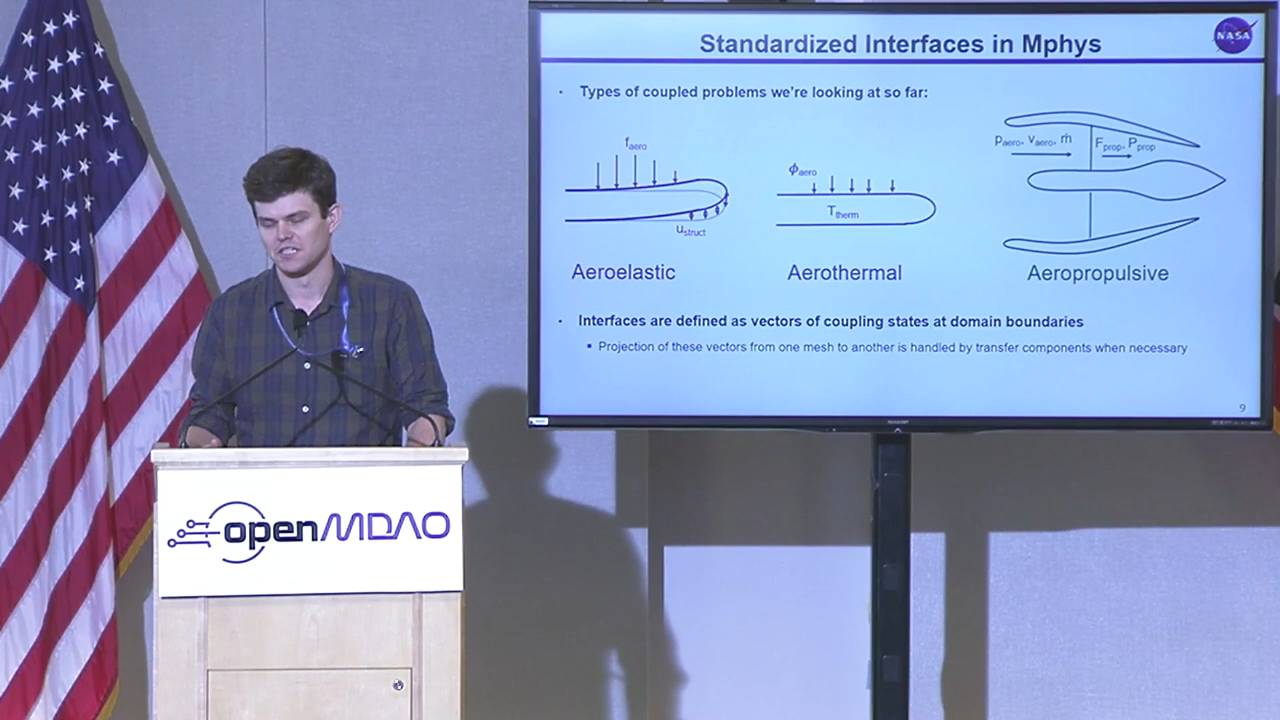 Standardized Interfaces in Mphys
NASA
Types of coupled problems we're looking at so far:
f_aero
u_struct
Aeroelastic
ϕ_aero
T_therm
Aerothermal
p_aero, v_aero, ṁ
F_prop, P_prop
Aeropropulsive
Interfaces are defined as vectors of coupling states at domain boundaries
Projection of these vectors from one mesh to another is handled by transfer components when necessary
9
SHARP
openMDAO